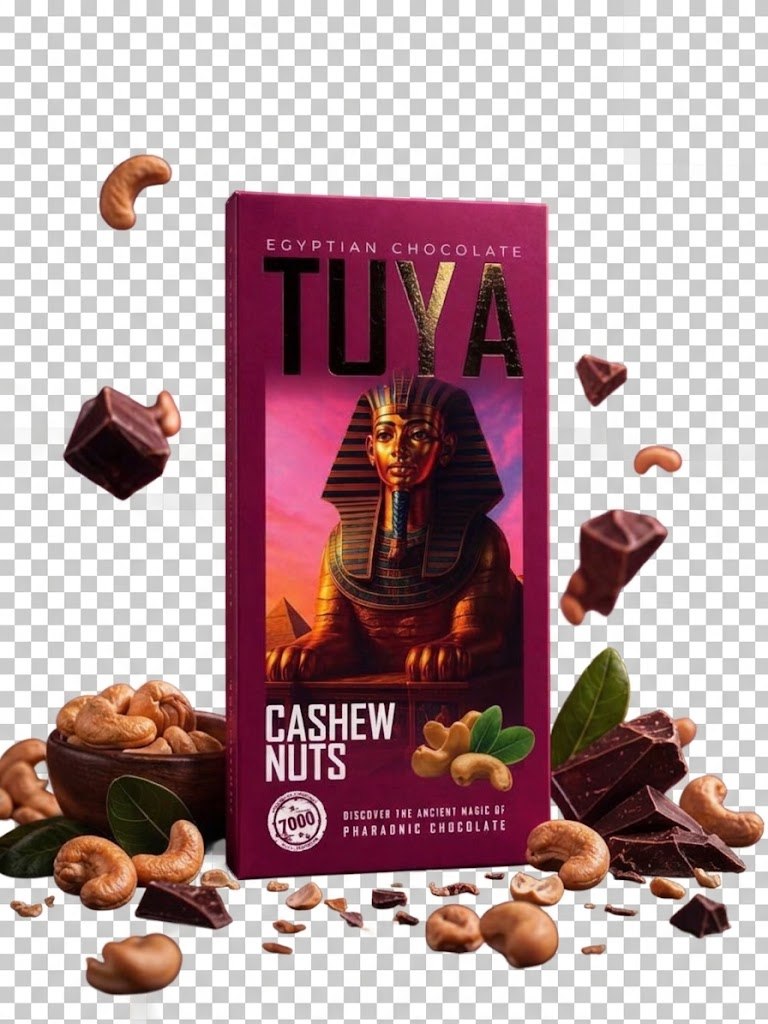 EGYPTIAN CHOCOLATE
TUYA
CASHEW
NUTS
7000
DISCOVER THE ANCIENT MAGIC OF
PHARAONIC CHOCOLATE